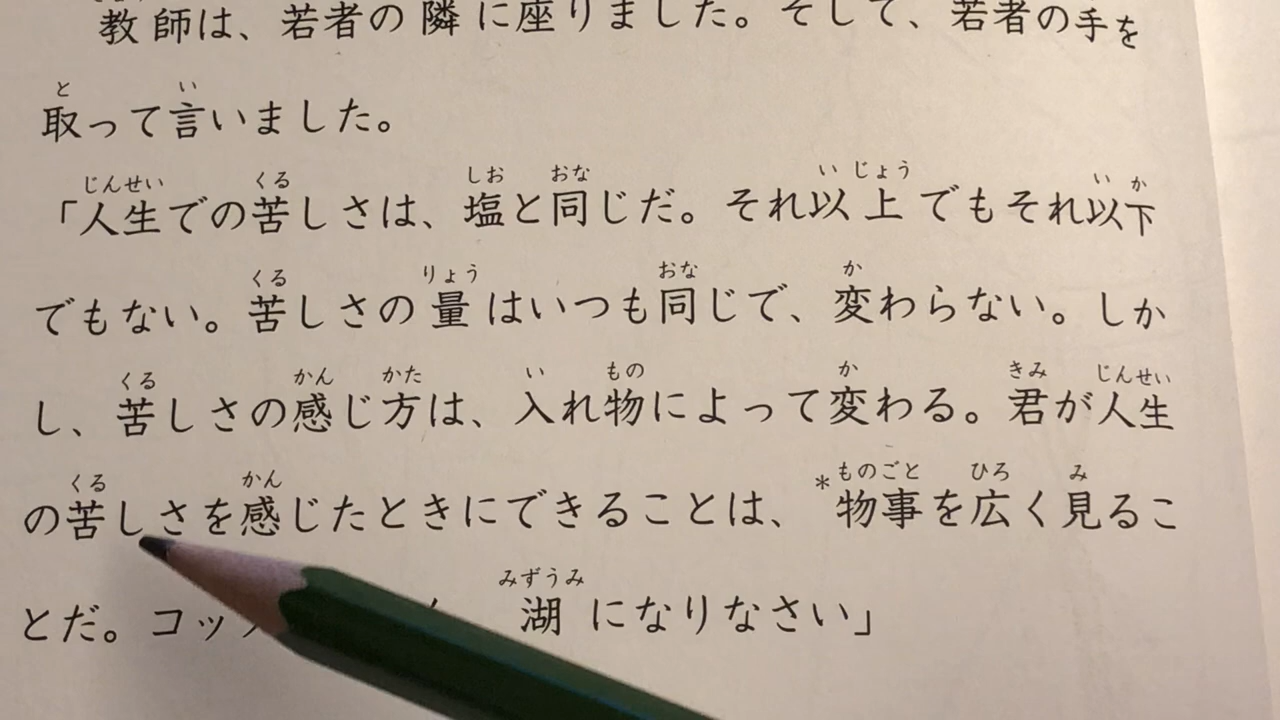 教師は、若者の隣に座りました。そして、若者の手を
取って言いました。
「人生での苦しさは、塩と同じだ。それ以上でもそれ以下
でもない。苦しさの量はいつも同じで、変わらない。しか
し、苦しさの感じ方は、入れ物によって変わる。君が人生
の苦しさを感じたときにできることは、*物事を広く見るこ
とだ。コッ 湖になりなさい」